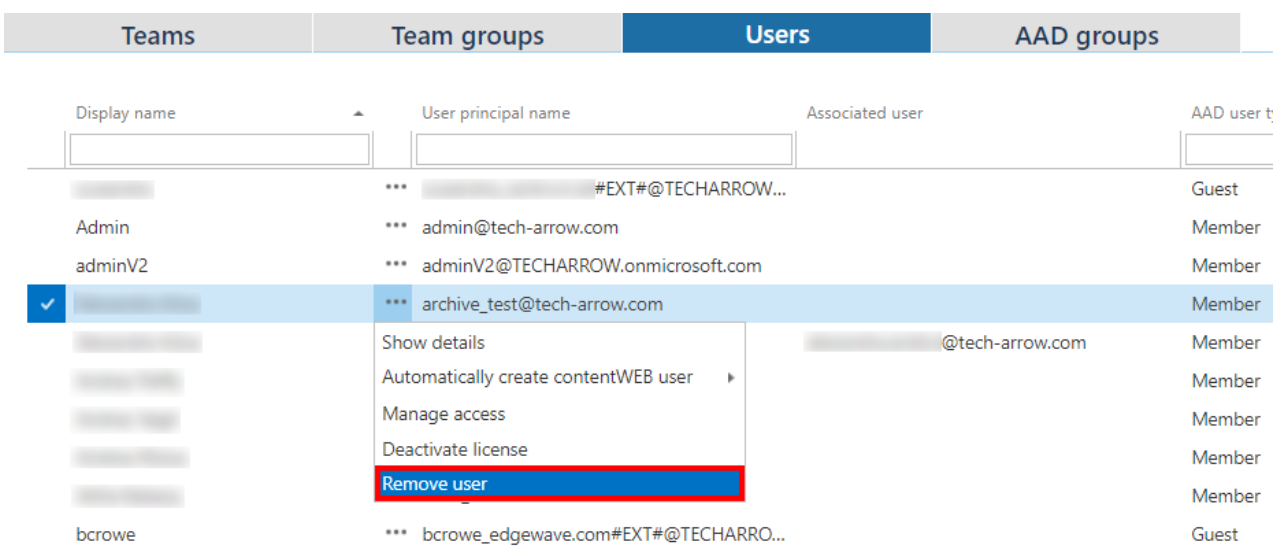 Teams Team groups Users AAD groups
Display name User principal name Associated user AAD user
#EXT#@TECHARROW... Guest
Admin admin@tech-arrow.com Member
adminV2 adminV2@TECHARROW.onmicrosoft.com Member
archive_test@tech-arrow.com Member
Show details @tech-arrow.com Member
Automatically create contentWEB user Member
Manage access Member
Deactivate license Member
Remove user Member
bcrowe bcrowe_edgewave.com#EXT#@TECHARRO... Guest